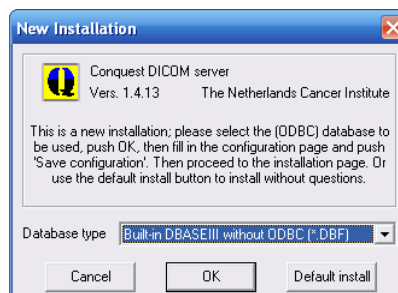 New Installation
Conquest DICOM server
Vers. 1.4.13 The Netherlands Cancer Institute
This is a new installation; please select the (ODBC) database to
be used, push OK, then fill in the configuration page and push
'Save configuration'. Then proceed to the installation page. Or
use the default install button to install without questions.
Database type Built-in DBASEIII without ODBC (*.DBF)
Cancel OK Default install